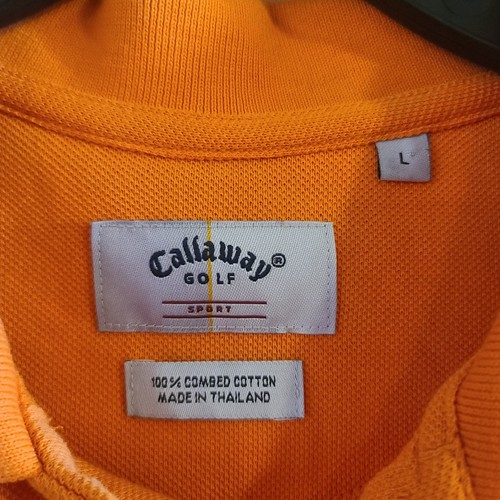 L
Callaway®
GOLF
SPORT
100% COMBED COTTON
MADE IN THAILAND